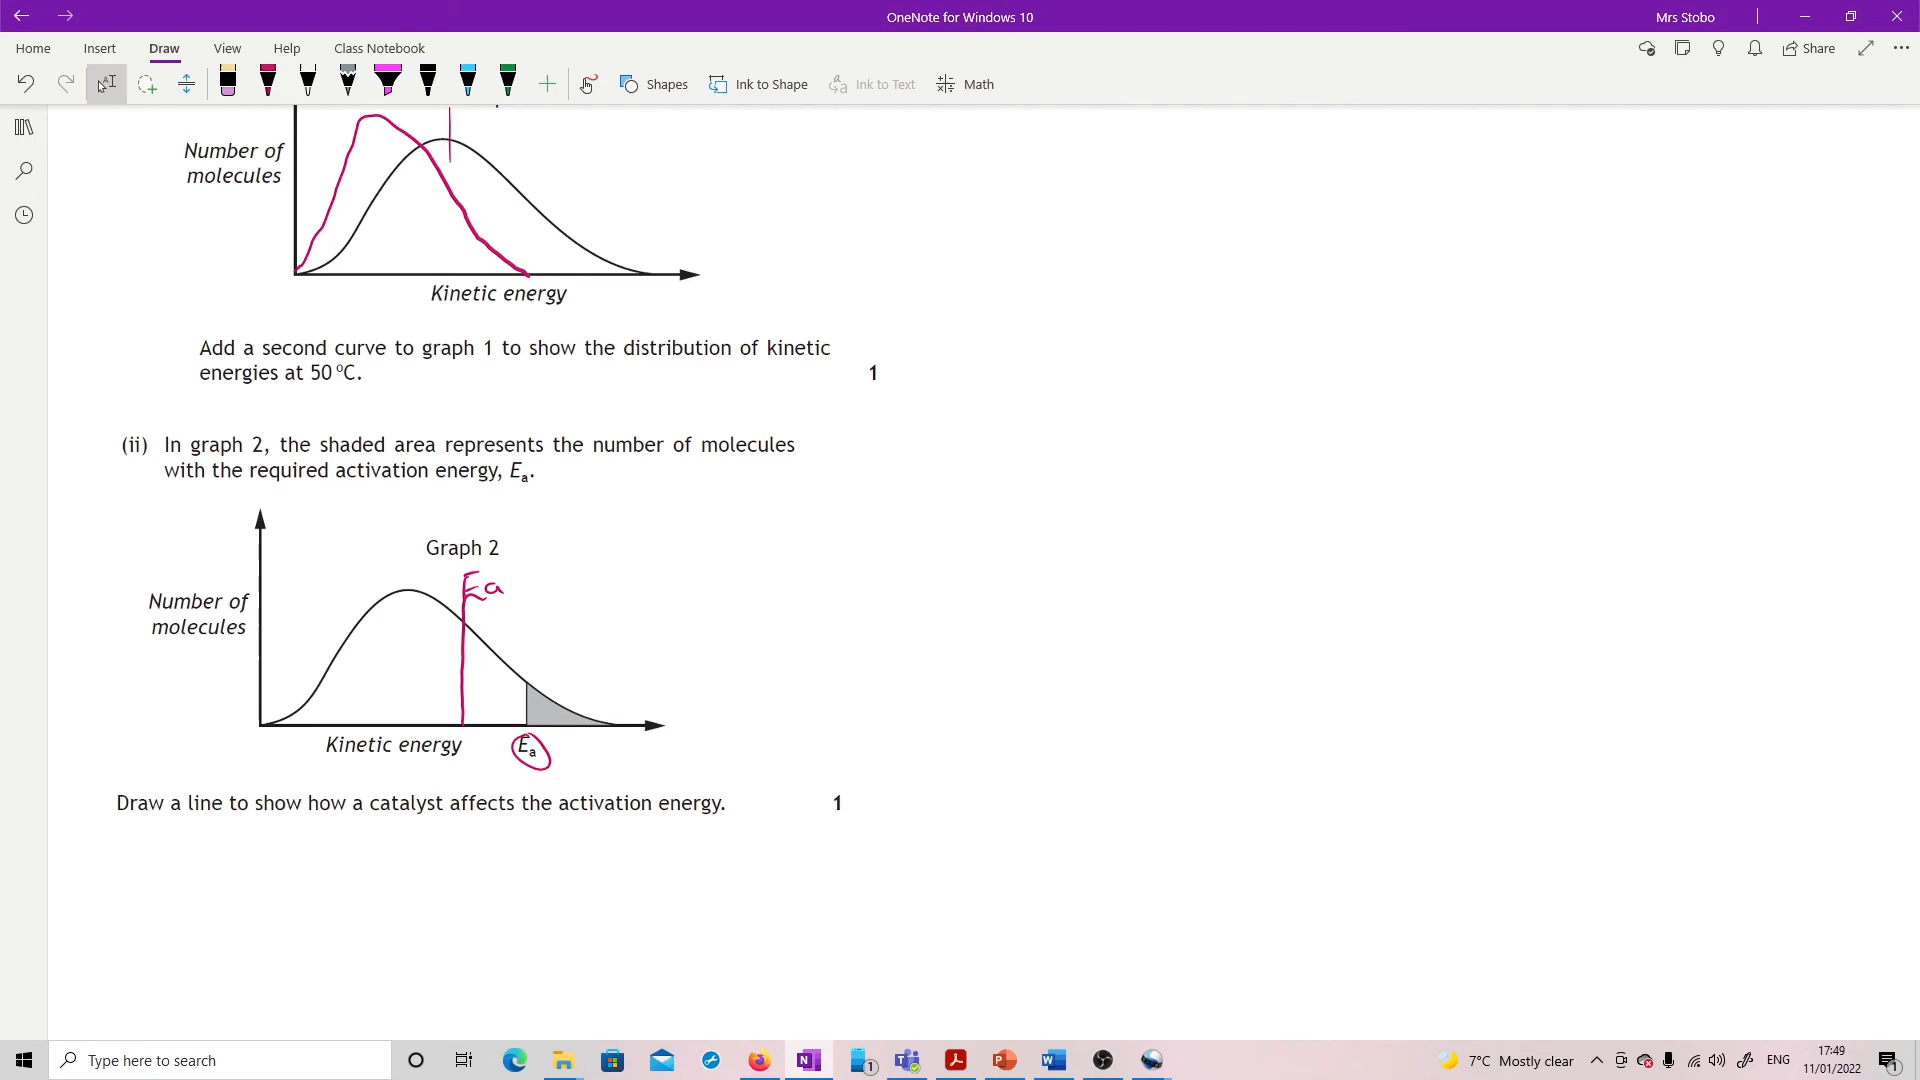 OneNote for Windows 10
Mrs Stobo
Home
Insert
Draw
View
Help
Class Notebook
Share
Shapes
Ink to Shape
Ink to Text
Math
Number of
molecules
Kinetic energy
Add a second curve to graph 1 to show the distribution of kinetic
energies at 50 ºC.
1
(ii) In graph 2, the shaded area represents the number of molecules
with the required activation energy, Ea.
Graph 2
Ea
Number of
molecules
Kinetic energy
Ea
Draw a line to show how a catalyst affects the activation energy.
1
Type here to search
1
7°C Mostly clear
ENG
17:49
11/01/2022
1